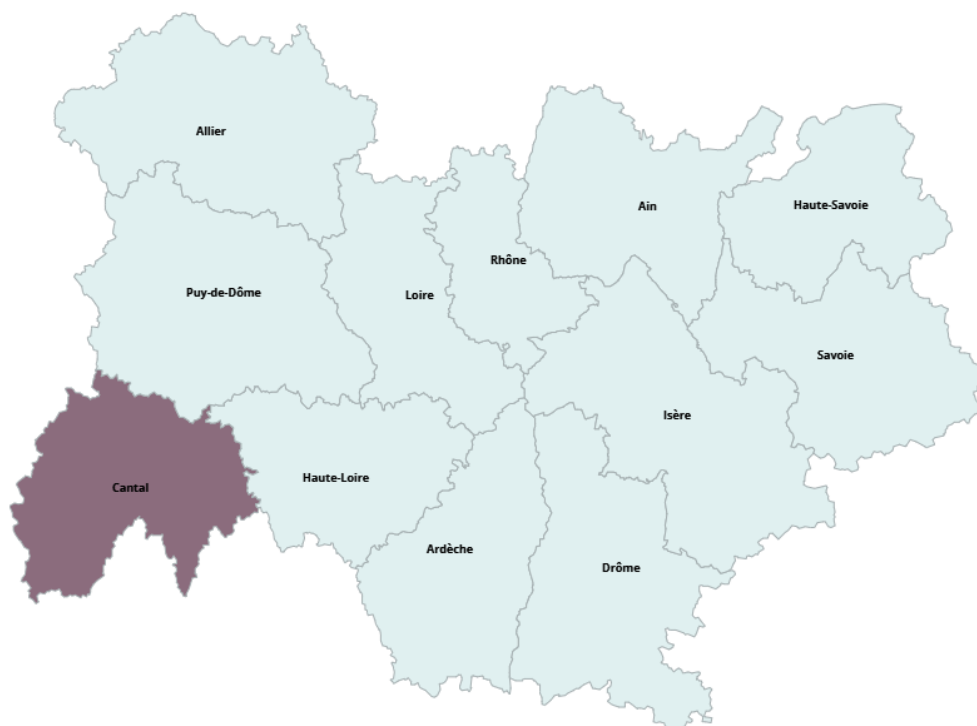 Allier
Ain
Haute-Savoie
Rhône
Puy-de-Dôme
Loire
Savoie
Isère
Haute-Loire
Cantal
Ardèche
Drôme